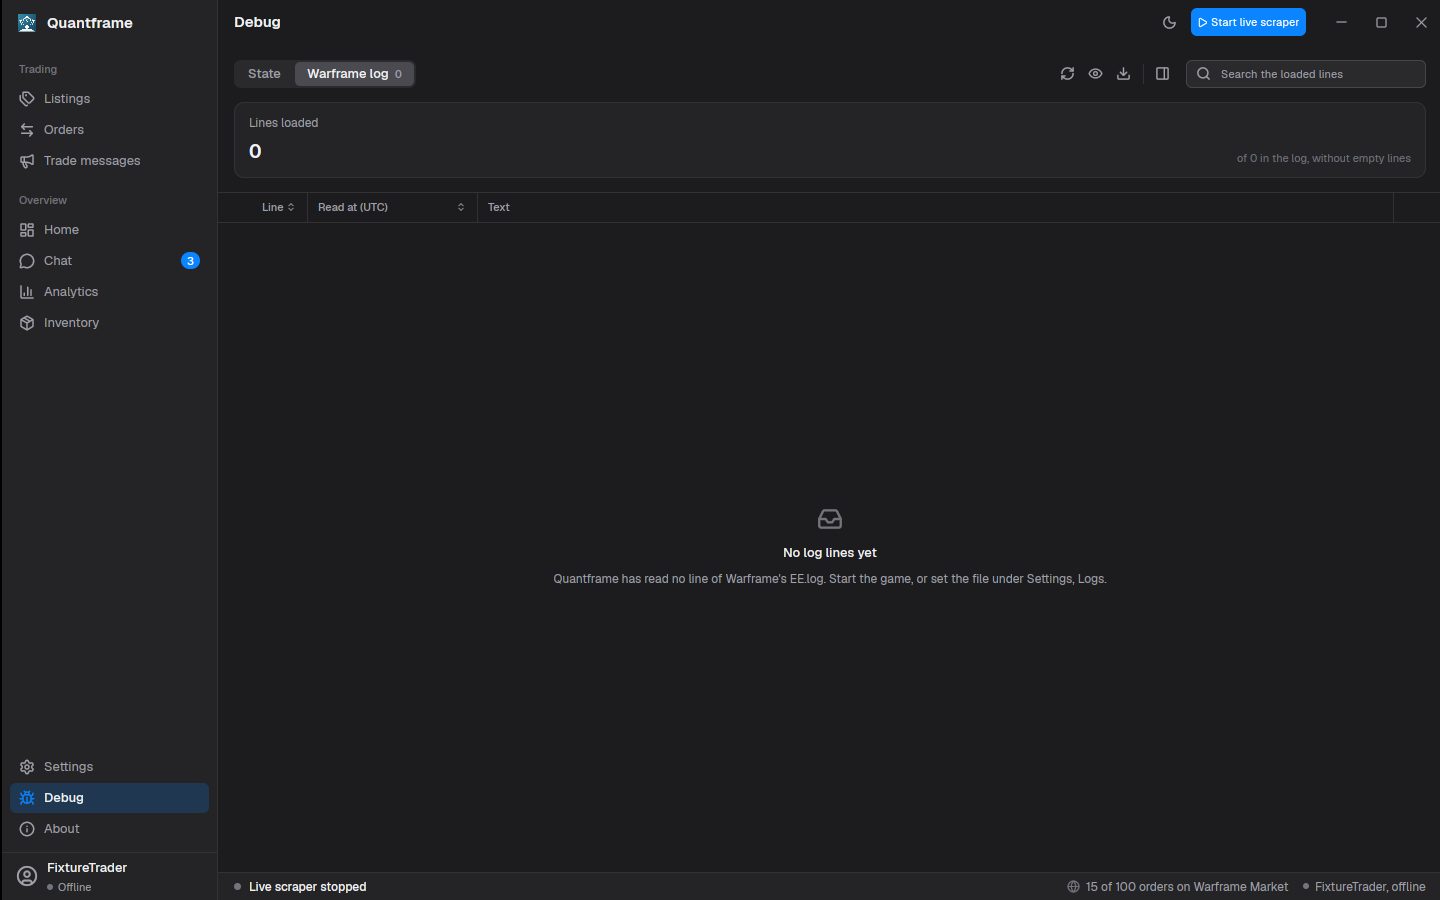 Quantframe
Debug
Start live scraper
Trading
Listings
Orders
Trade messages
Overview
Home
Chat 3
Analytics
Inventory
State
Warframe log 0
Search the loaded lines
Lines loaded
0
of 0 in the log, without empty lines
Line
Read at (UTC)
Text
No log lines yet
Quantframe has read no line of Warframe's EE.log. Start the game, or set the file under Settings, Logs.
Settings
Debug
About
FixtureTrader
Offline
Live scraper stopped
15 of 100 orders on Warframe Market
FixtureTrader, offline